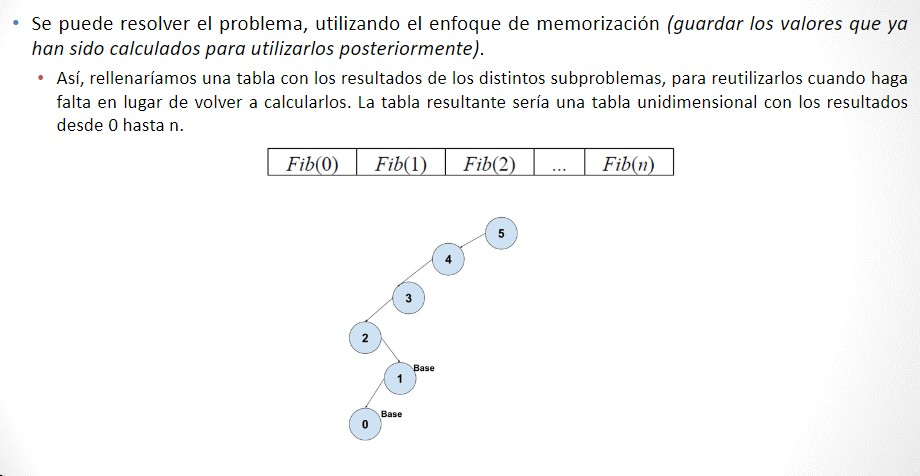 • Se puede resolver el problema, utilizando el enfoque de memorización (guardar los valores que ya
han sido calculados para utilizarlos posteriormente).
• Así, rellenaríamos una tabla con los resultados de los distintos subproblemas, para reutilizarlos cuando haga
falta en lugar de volver a calcularlos. La tabla resultante sería una tabla unidimensional con los resultados
desde 0 hasta n.
Fib(0) Fib(1) Fib(2) ... Fib(n)
5
4
3
2
Base
1
Base
0